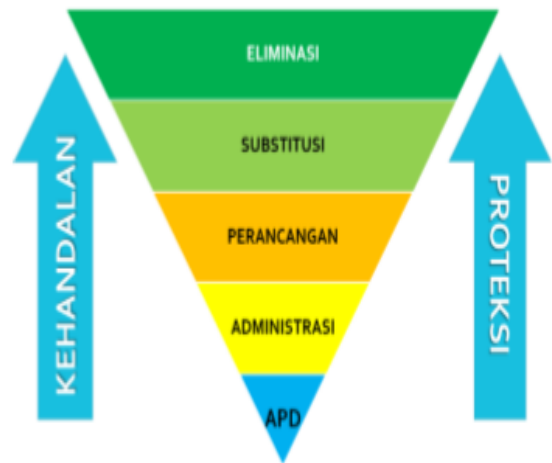 ELIMINASI
SUBSTITUSI
PERANCANGAN
ADMINISTRASI
APD
KEHANDALAN
PROTEKSI